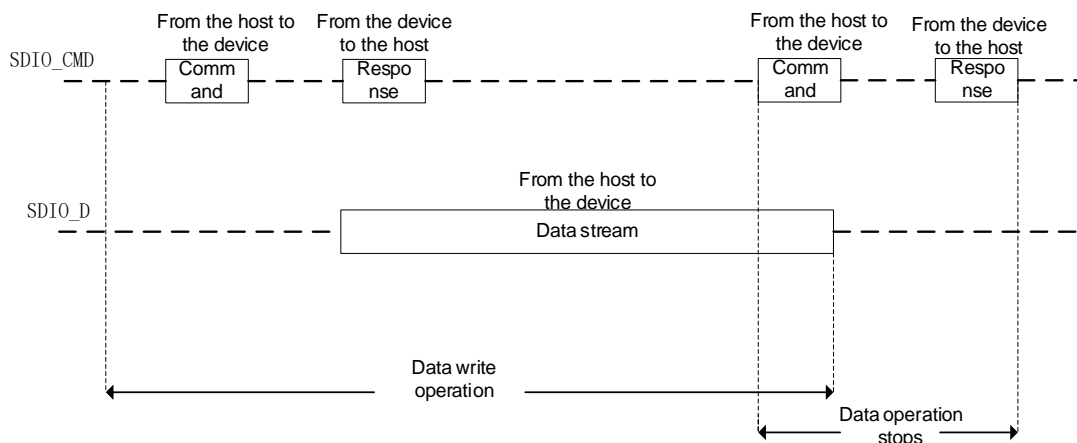 From the host to
the device
From the device
to the host
From the host to
the device
From the device
to the host
SDIO_CMD
Comm
and
Respo
nse
Comm
and
Respo
nse
From the host to
the device
SDIO_D
Data stream
Data write
operation
Data operation
stops